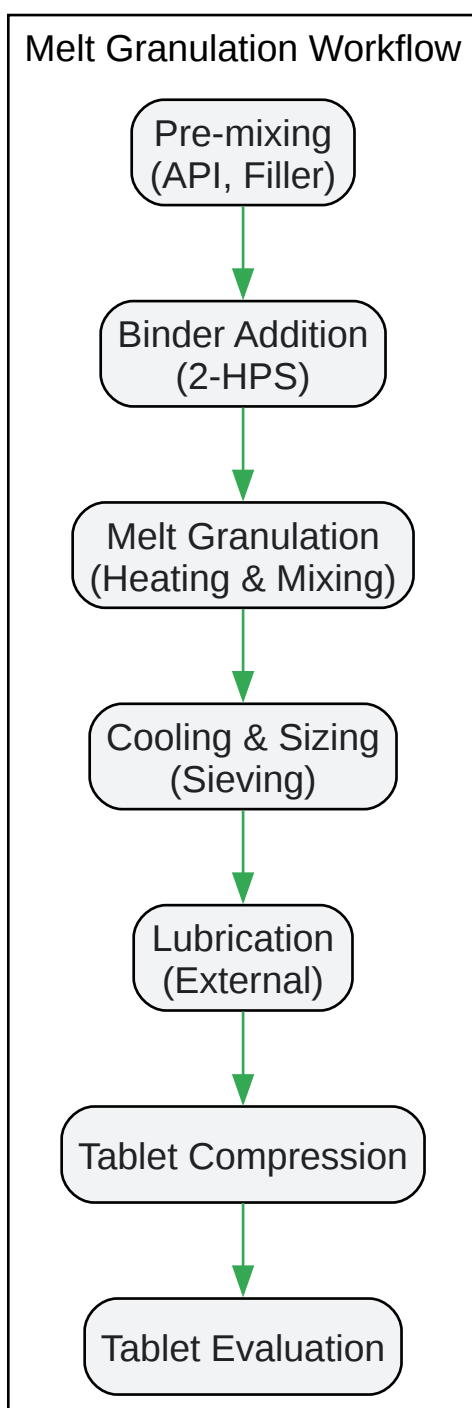 Melt Granulation Workflow
Pre-mixing
(API, Filler)
Binder Addition
(2-HPS)
Melt Granulation
(Heating & Mixing)
Cooling & Sizing
(Sieving)
Lubrication
(External)
Tablet Compression
Tablet Evaluation